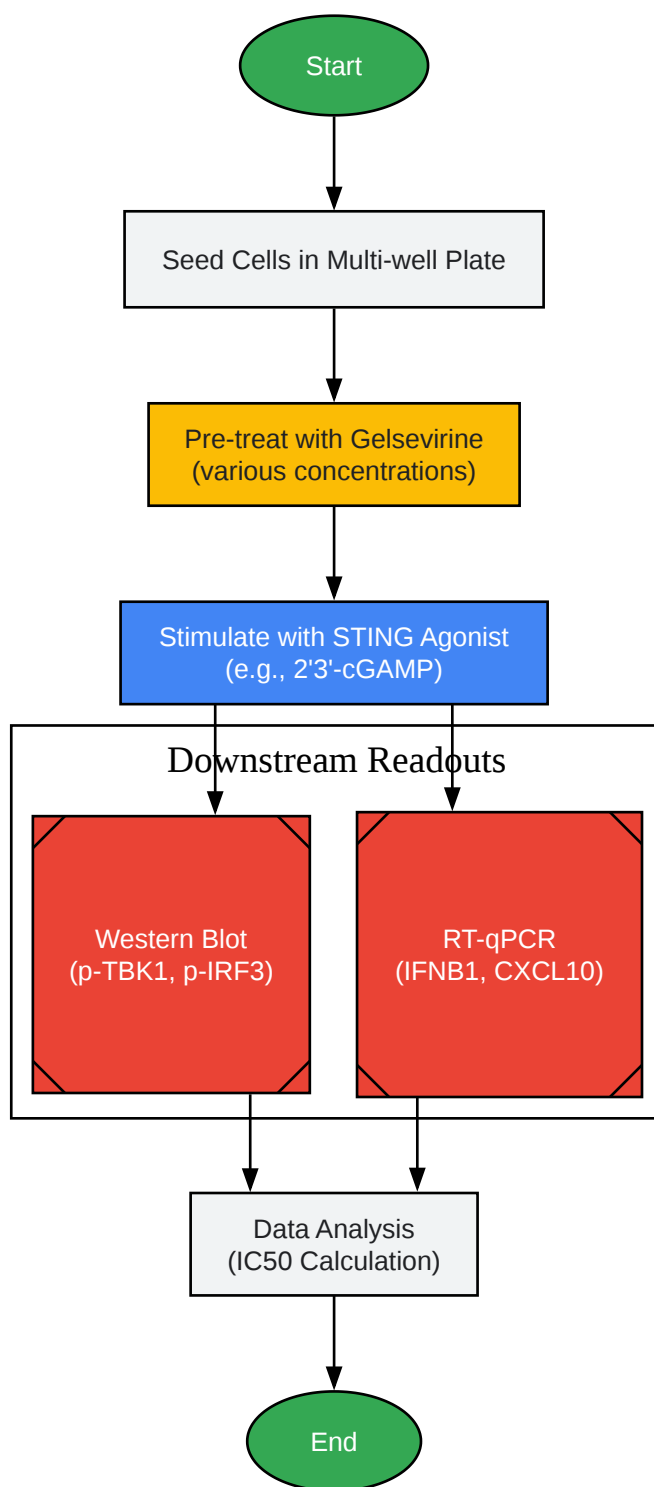 Start
Seed Cells in Multi-well Plate
Pre-treat with Gelsevirine
(various concentrations)
Stimulate with STING Agonist
(e.g., 2'3'-cGAMP)
Downstream Readouts
Western Blot
(p-TBK1, p-IRF3)
RT-qPCR
(IFNB1, CXCL10)
Data Analysis
(IC50 Calculation)
End